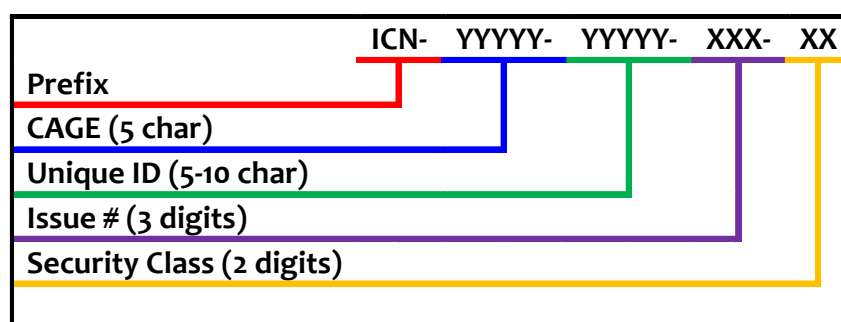 ICN- YYYYY- YYYYY- XXX- XX
Prefix
CAGE (5 char)
Unique ID (5-10 char)
Issue # (3 digits)
Security Class (2 digits)